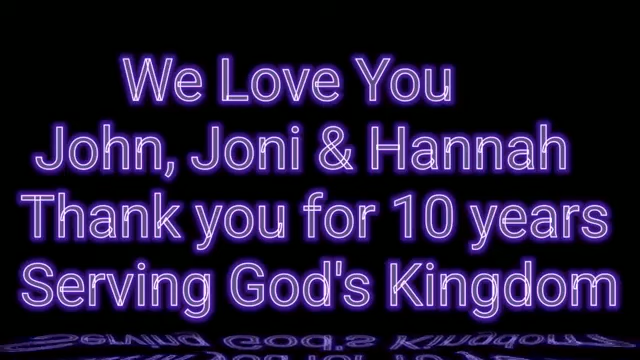 We Love You
John, Joni & Hannah
Thank you for 10 years
Serving God's Kingdom